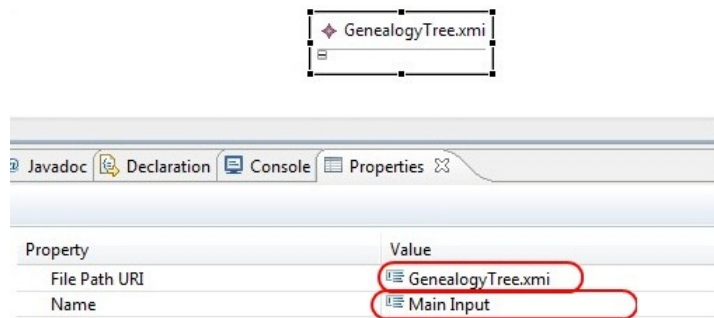 GenealogyTree.xmi
@ Javadoc Declaration Console Properties
Property Value
File Path URI GenealogyTree.xmi
Name Main Input